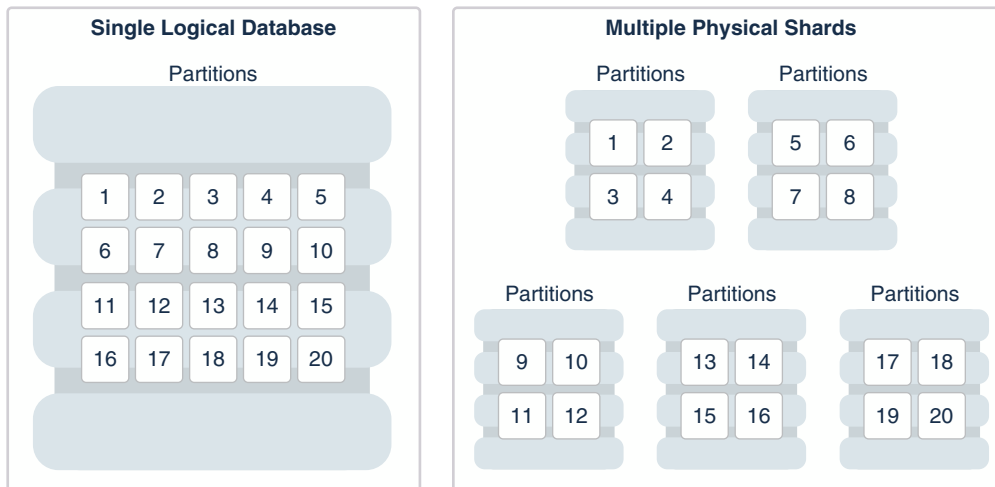 Single Logical Database
Partitions
1 2 3 4 5
6 7 8 9 10
11 12 13 14 15
16 17 18 19 20
Multiple Physical Shards
Partitions
1 2
3 4
Partitions
5 6
7 8
Partitions
9 10
11 12
Partitions
13 14
15 16
Partitions
17 18
19 20